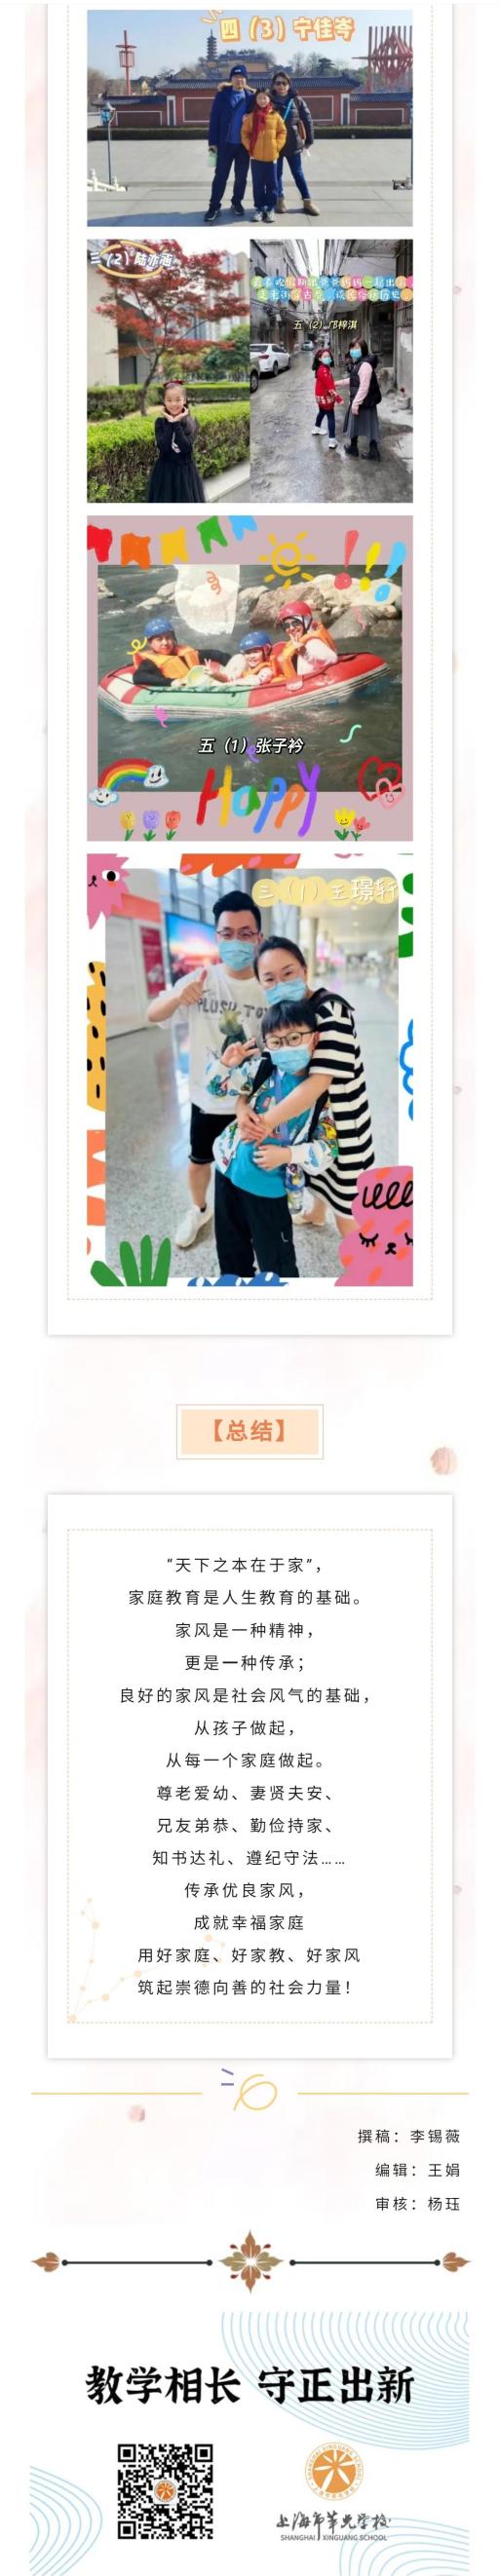 四（3）宁佳岑
三（2）陆亦涵
五（2）邝梓淇
五（1）张子衿
Happy
三（1）王璟轩
PLUSH TOY
【总结】
“天下之本在于家”，
家庭教育是人生教育的基础。
家风是一种精神，
更是一种传承；
良好的家风是社会风气的基础，
从孩子做起，
从每一个家庭做起。
尊老爱幼、妻贤夫安、
兄友弟恭、勤俭持家、
知书达礼、遵纪守法……
传承优良家风，
成就幸福家庭
用好家庭、好家教、好家风
筑起崇德向善的社会力量！
撰稿：李锡薇
编辑：王娟
审核：杨珏
教学相长 守正出新
上海市莘光学校
SHANGHAI XINGUANG SCHOOL